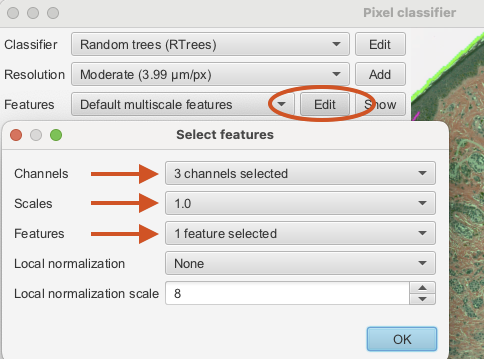 Pixel classifier
Classifier Random trees (RTrees) Edit
Resolution Moderate (3.99 µm/px) Add
Features Default multiscale features Edit Show
Select features
Channels 3 channels selected
Scales 1.0
Features 1 feature selected
Local normalization None
Local normalization scale 8
OK